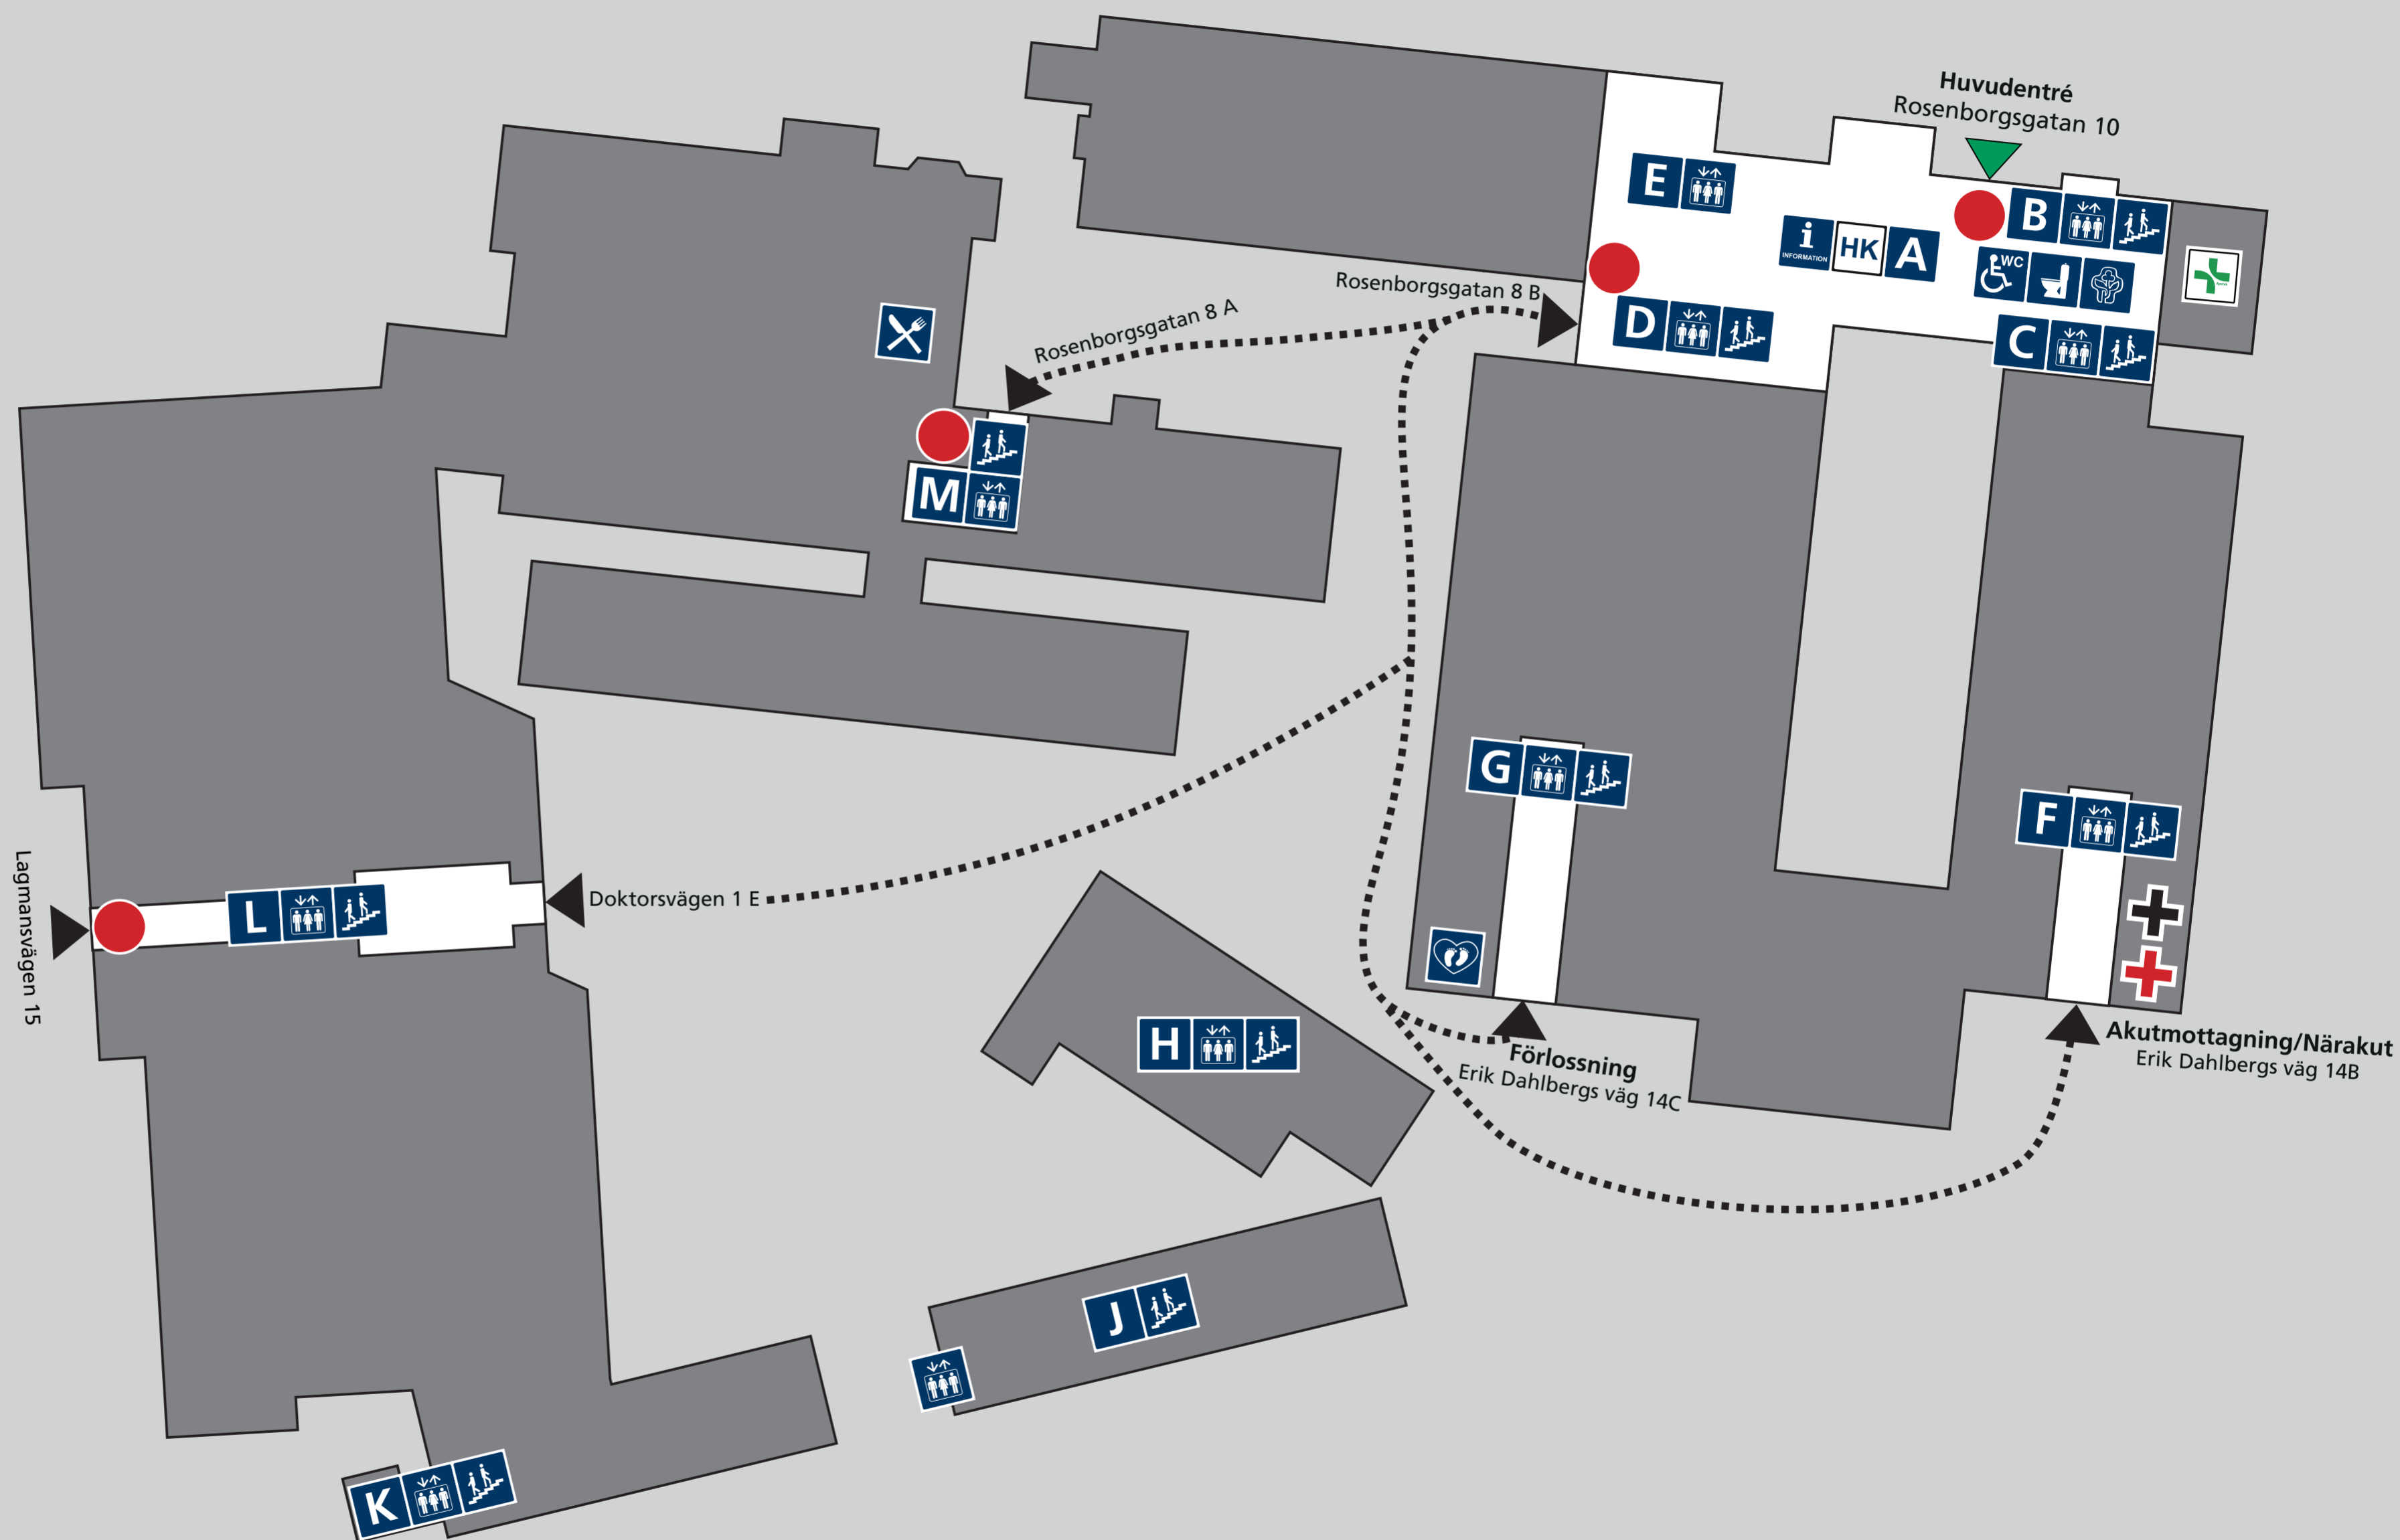 Huvudentré
Rosenborgsgatan 10
E
B
INFORMATION
HK
A
WC
Rosenborgsgatan 8 B
Rosenborgsgatan 8 A
D
C
M
G
F
Lagmansvägen 15
L
Doktorsvägen 1 E
H
Förlossning
Erik Dahlbergs väg 14C
Akutmottagning/Närakut
Erik Dahlbergs väg 14B
J
K